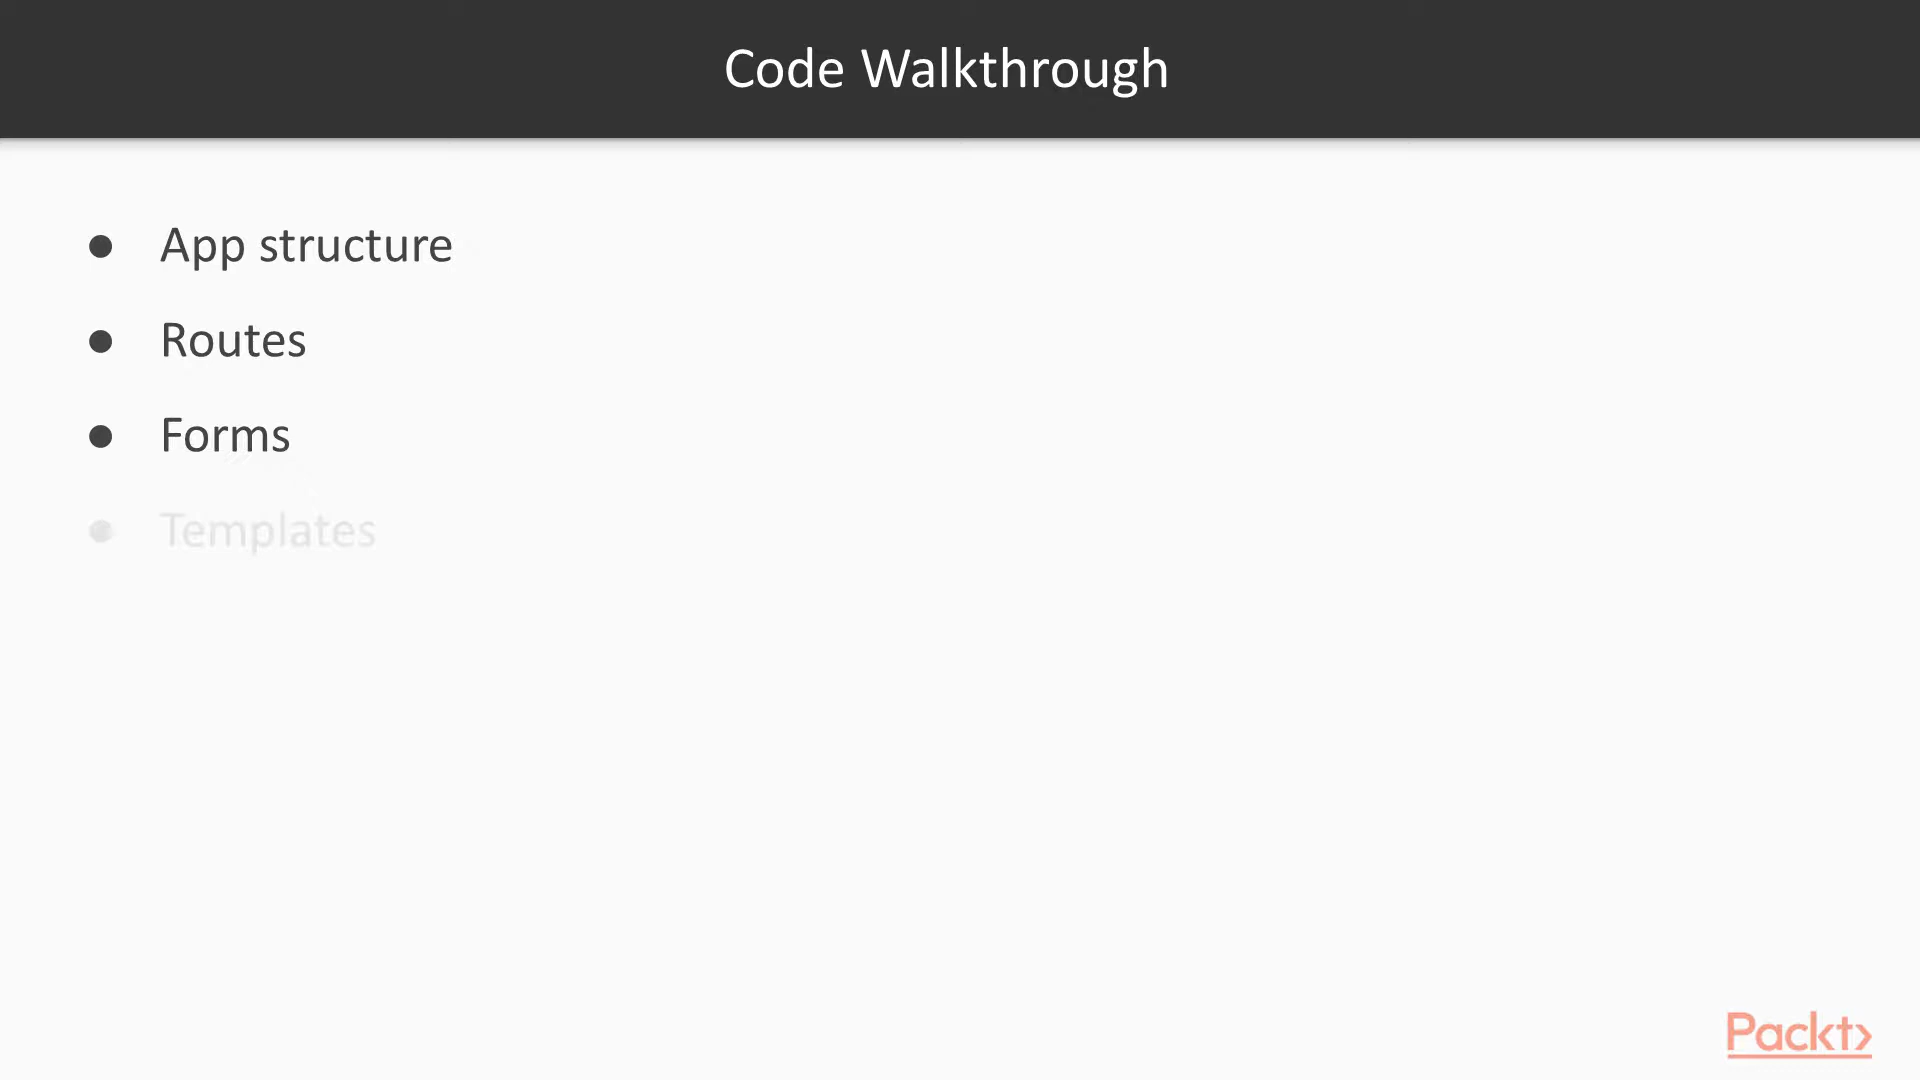 Code Walkthrough
● App structure
● Routes
● Forms
● Templates
Packt>